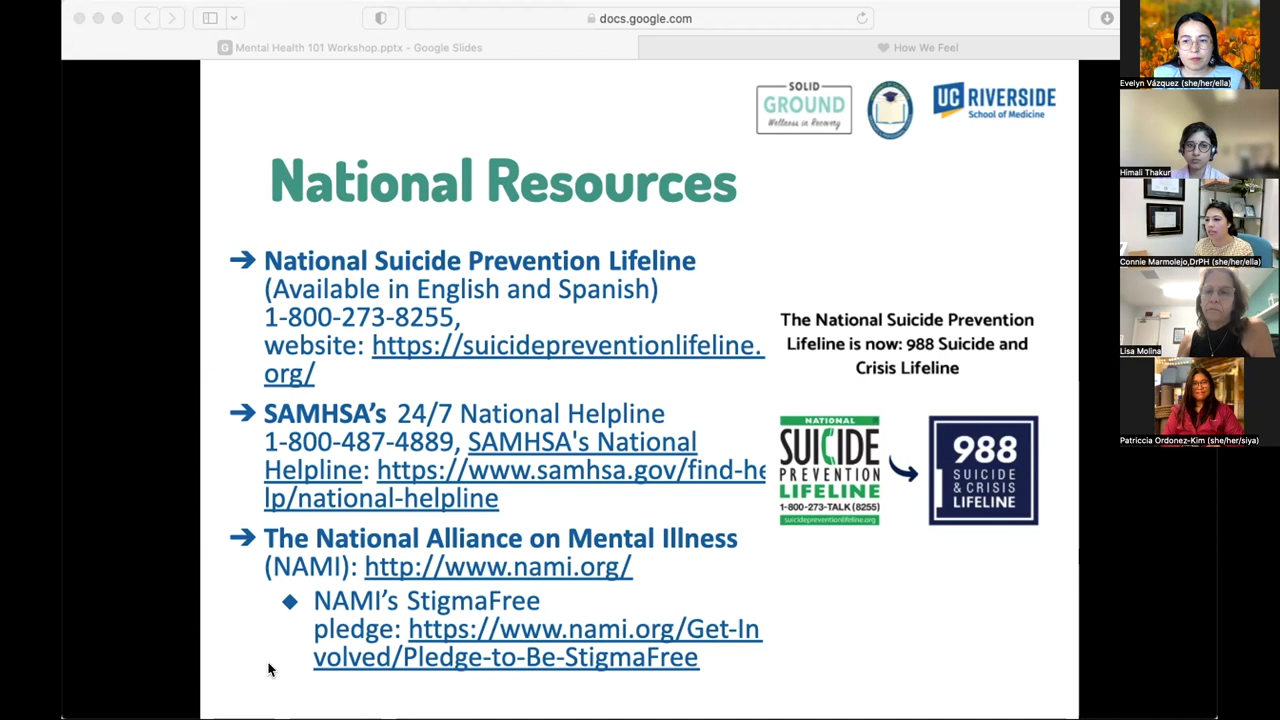 docs.google.com
Mental Health 101 Workshop.pptx - Google Slides
How We Feel
SOLID
GROUND
Wellness in Recovery
UC RIVERSIDE
School of Medicine
National Resources
➔ National Suicide Prevention Lifeline
(Available in English and Spanish)
1-800-273-8255,
website: https://suicidepreventionlifeline.
org/
➔ SAMHSA’s 24/7 National Helpline
1-800-487-4889, SAMHSA's National
Helpline: https://www.samhsa.gov/find-he
lp/national-helpline
➔ The National Alliance on Mental Illness
(NAMI): http://www.nami.org/
◆ NAMI’s StigmaFree
pledge: https://www.nami.org/Get-In
volved/Pledge-to-Be-StigmaFree
The National Suicide Prevention
Lifeline is now: 988 Suicide and
Crisis Lifeline
NATIONAL
SUICIDE
PREVENTION
LIFELINE
1-800-273-TALK (8255)
suicidepreventionlifeline.org
988
SUICIDE
& CRISIS
LIFELINE
Evelyn Vázquez (she/her/ella)
Himali Thakur
Connie Marmolejo,DrPH (she/her/ella)
Lisa Molina
Patriccia Ordonez-Kim (she/her/siya)